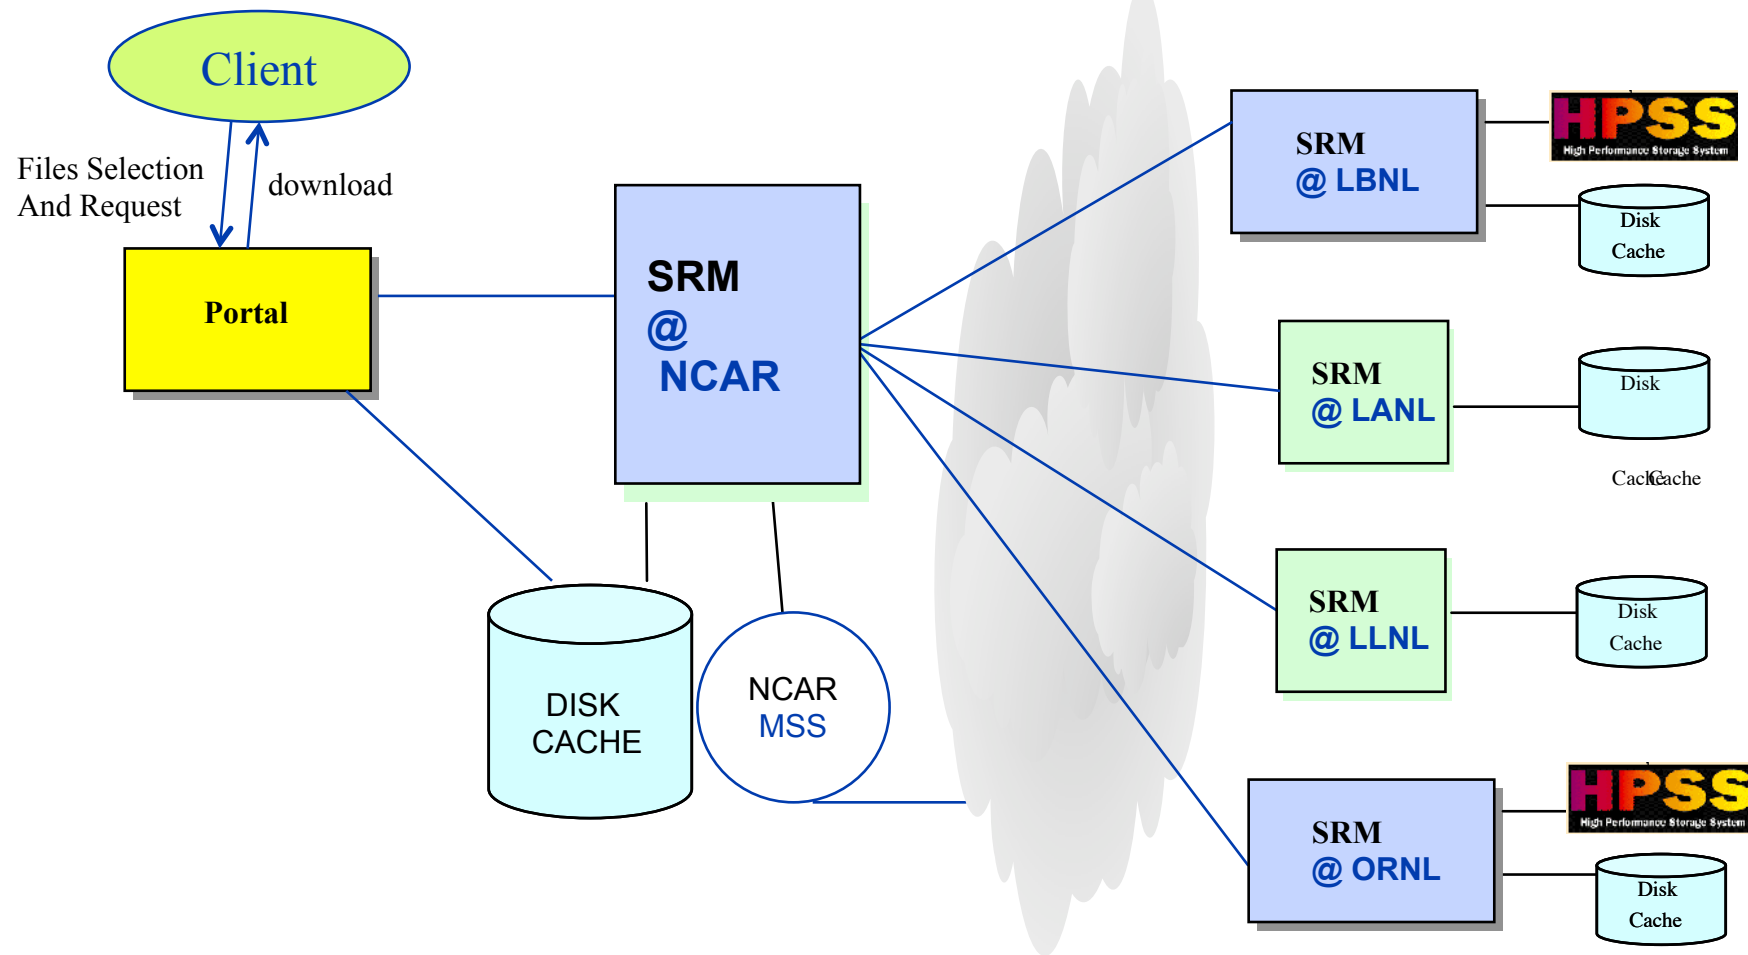 Client
Files Selection
And Request
download
Portal
SRM
@
NCAR
DISK
CACHE
NCAR
MSS
SRM
@ LBNL
HPSS
High Performance Storage System
Disk
Cache
SRM
@ LANL
Disk
Cache
Cache
SRM
@ LLNL
Disk
Cache
SRM
@ ORNL
HPSS
High Performance Storage System
Disk
Cache